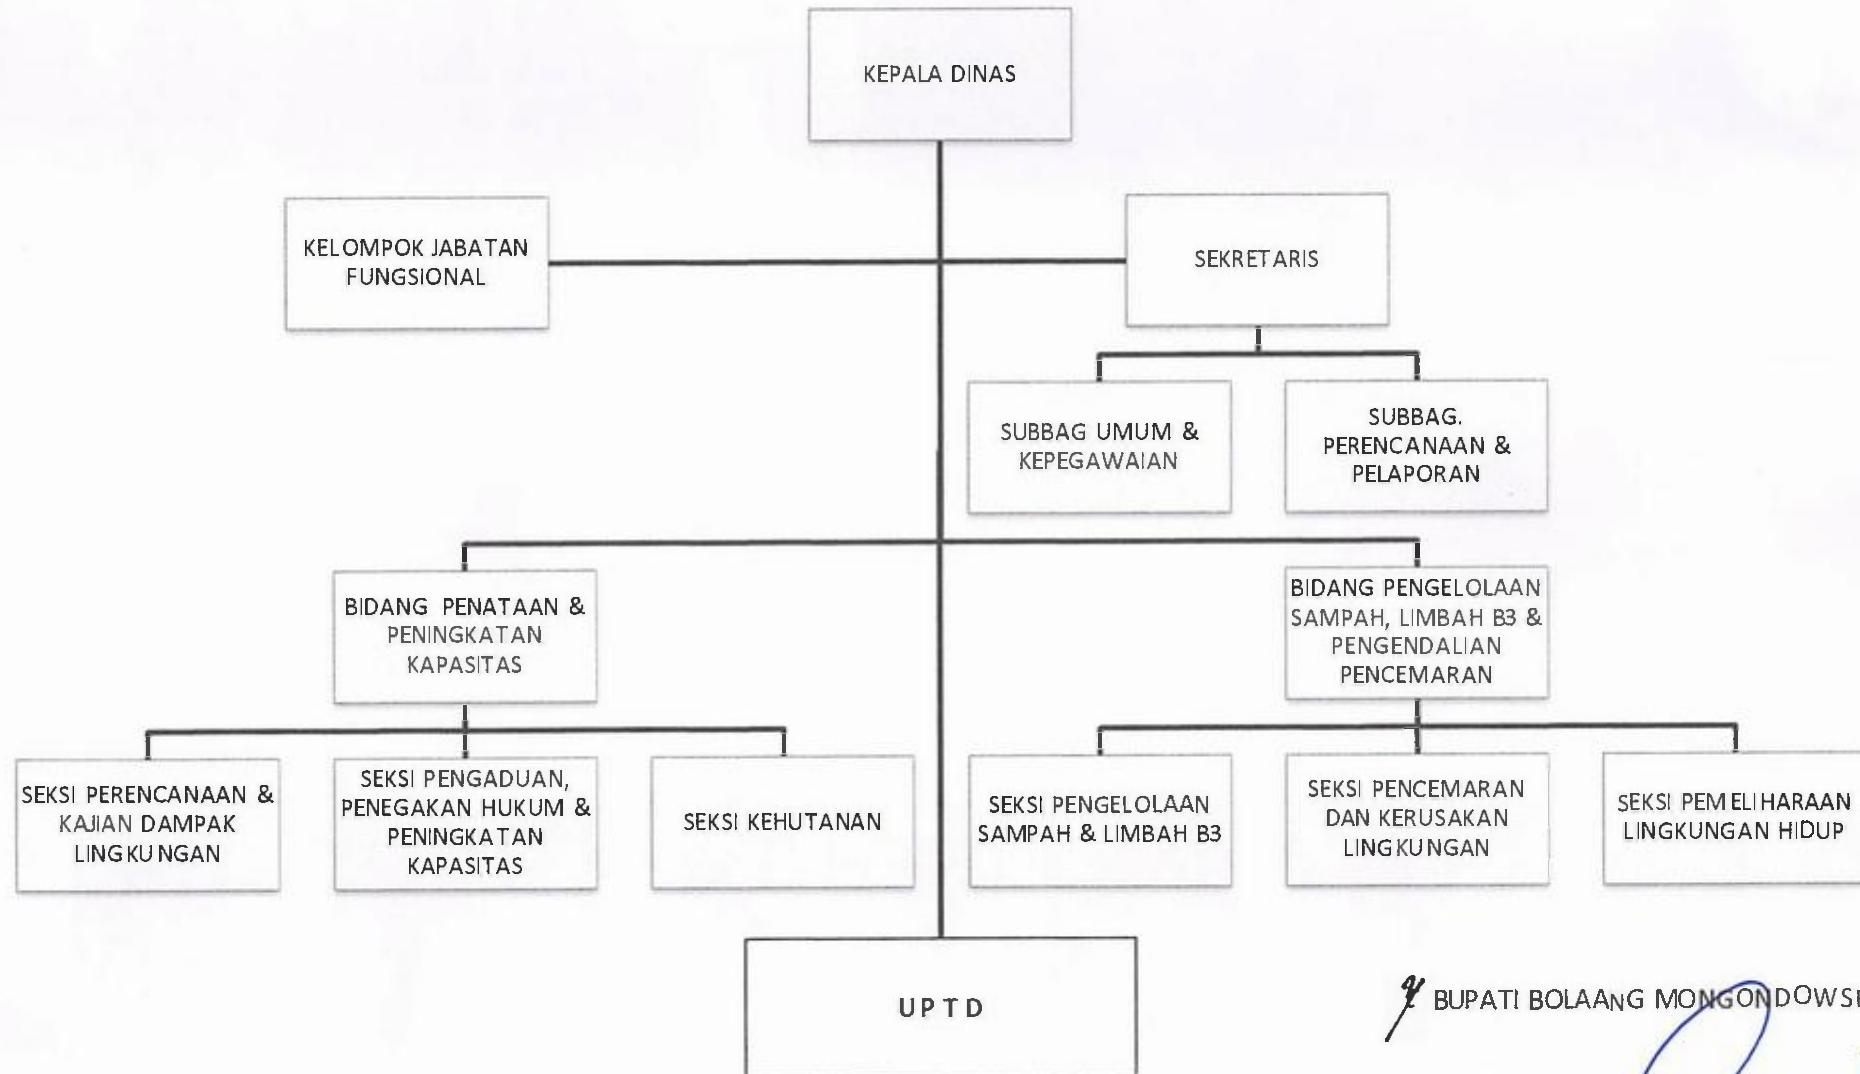 KEPALA DINAS
KELOMPOK JABATAN
FUNGSIONAL
SEKRETARIS
SUBBAG UMUM &
KEPEGAWAIAN
SUBBAG.
PERENCANAAN &
PELAPORAN
BIDANG PENATAAN &
PENINGKATAN
KAPASITAS
BIDANG PENGELOLAAN
SAMPAH, LIMBAH B3 &
PENGENDALIAN
PENCEMARAN
SEKSI PERENCANAAN &
KAJIAN DAMPAK
LINGKUNGAN
SEKSI PENGADUAN,
PENEGAKAN HUKUM &
PENINGKATAN
KAPASITAS
SEKSI KEHUTANAN
SEKSI PENGELOLAAN
SAMPAH & LIMBAH B3
SEKSI PENCEMARAN
DAN KERUSAKAN
LINGKUNGAN
SEKSI PEMELIHARAAN
LINGKUNGAN HIDUP
UPTD
BUPATI BOLAANG MONGONDOW